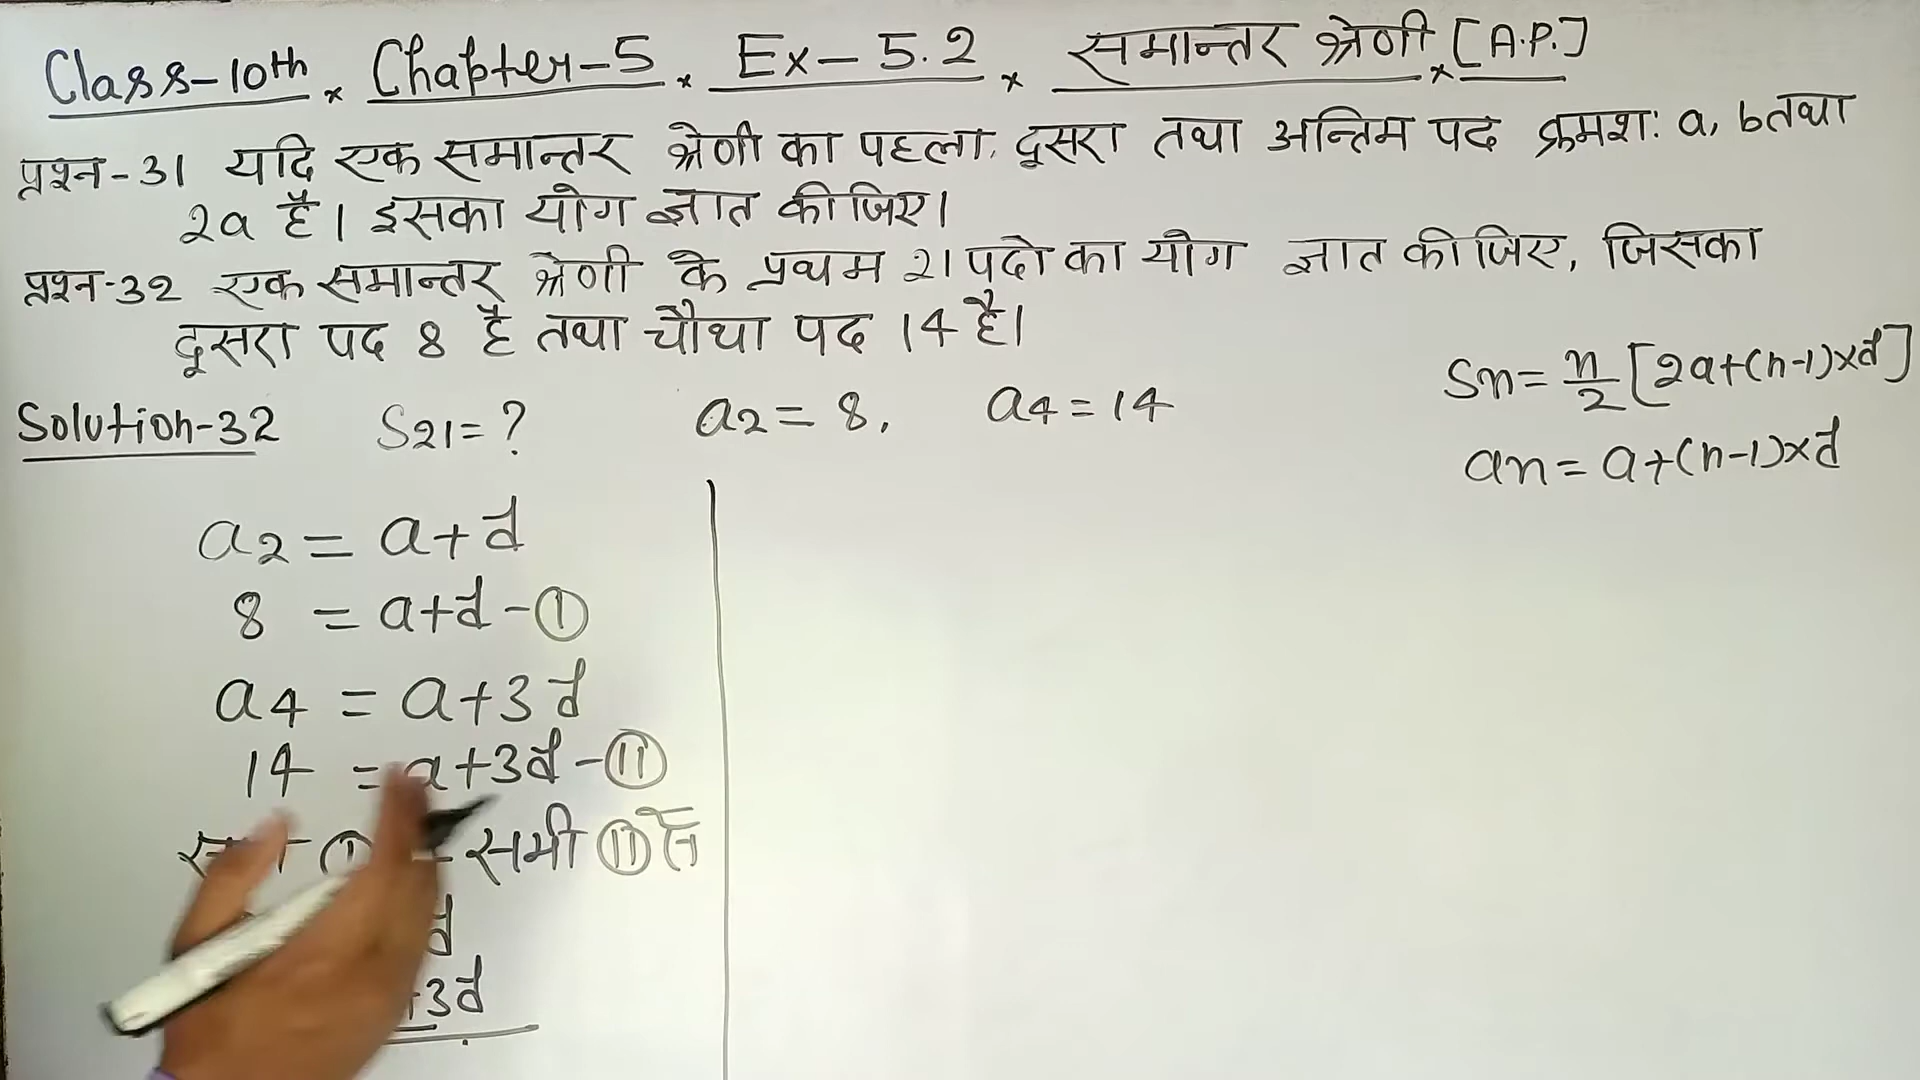 Class-10th × Chapter-5 × Ex-5.2 × समान्तर श्रेणी × [A.P.]
प्रश्न-31 यदि एक समान्तर श्रेणी का पहला, दूसरा तथा अन्तिम पद क्रमश: a, b तथा
2a है। इसका योग ज्ञात कीजिए।
प्रश्न-32 एक समान्तर श्रेणी के प्रथम 21 पदो का योग ज्ञात कीजिए, जिसका
दूसरा पद 8 है तथा चौथा पद 14 है।
Sn = n/2 [2a+(n-1)×d]
Solution-32 S21 = ? a2 = 8, a4 = 14
an = a+(n-1)×d
a2 = a+d
8 = a+d - ①
a4 = a+3d
14 = a+3d - ⑪
① समी ⑪ से
d
+3d